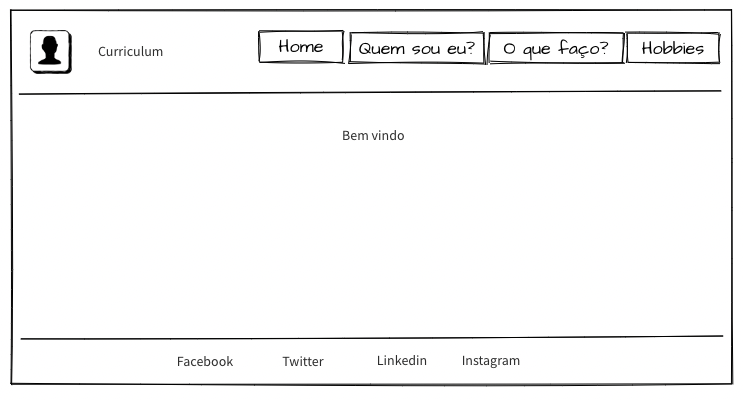 Curriculum
Home
Quem sou eu?
O que faço?
Hobbies
Bem vindo
Facebook
Twitter
Linkedin
Instagram